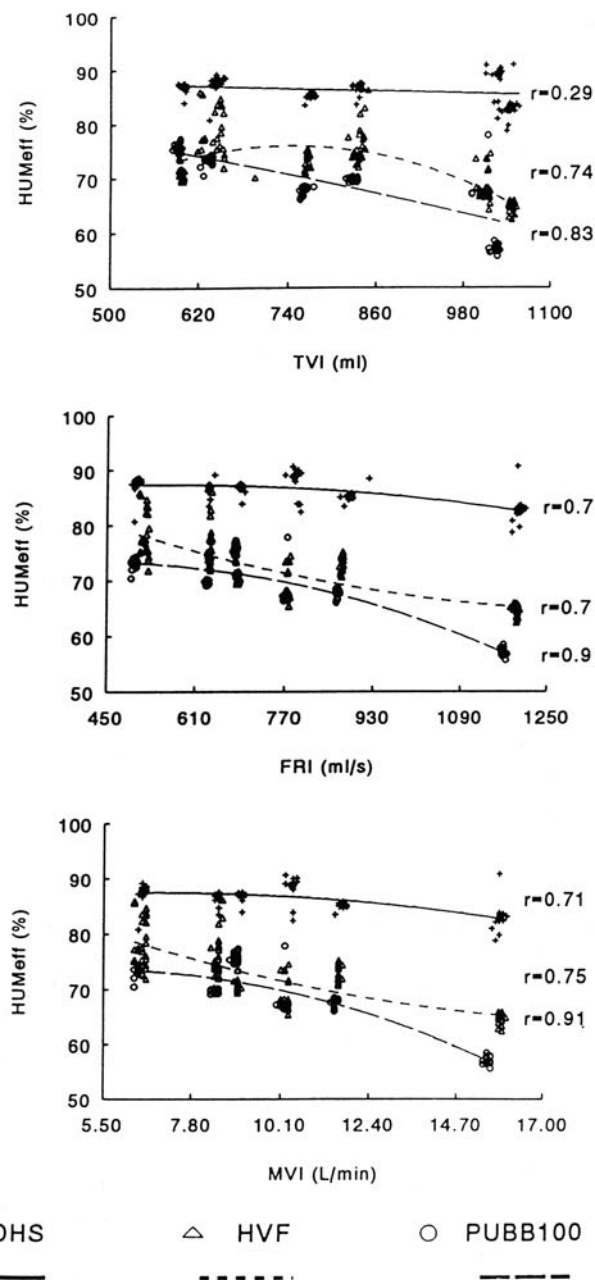 100
90
80
70
60
50
HUMeff (%)
r=0.29
r=0.74
r=0.83
500 620 740 860 980 1100
TVI (ml)
100
90
80
70
60
50
HUMeff (%)
r=0.7
r=0.7
r=0.9
450 610 770 930 1090 1250
FRI (ml/s)
100
90
80
70
60
50
HUMeff (%)
r=0.71
r=0.75
r=0.91
5.50 7.80 10.10 12.40 14.70 17.00
MVI (L/min)
HVF PUBB100